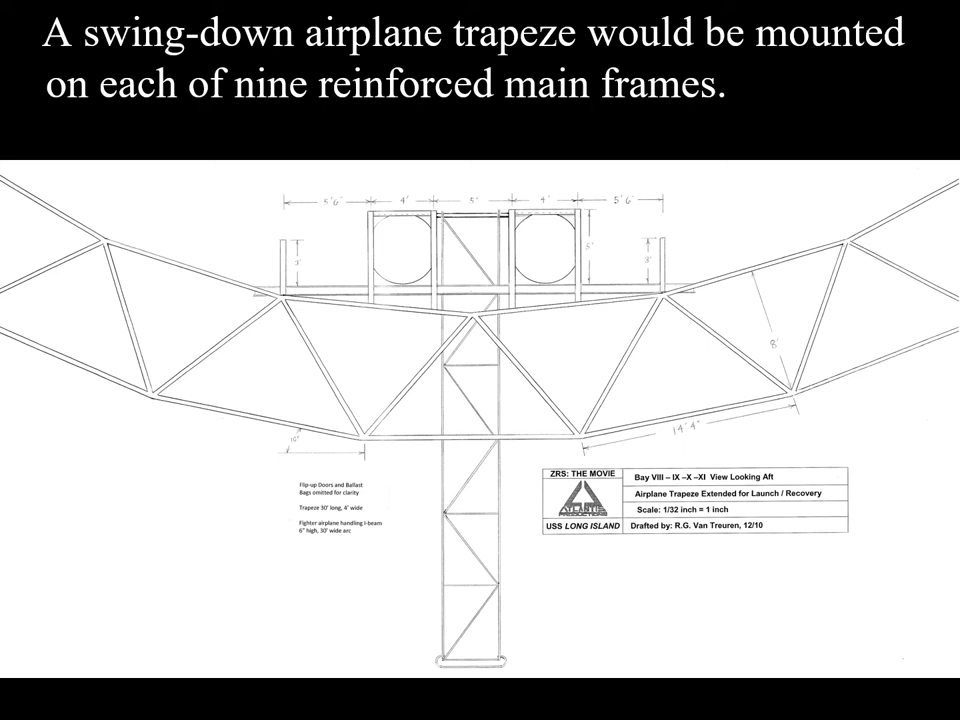 A swing-down airplane trapeze would be mounted
on each of nine reinforced main frames.
5'6" 4' 5' 4' 5'6"
3' 5' 3'
8'
14'4"
10°
Flip-up Doors and Ballast
Bags omitted for clarity
Trapeze 30' long, 4' wide
Fighter airplane handling I-beam
6" high, 30' wide arc
ZRS: THE MOVIE
ATLANTIS
PRODUCTIONS
USS LONG ISLAND
Bay VIII – IX –X –XI View Looking Aft
Airplane Trapeze Extended for Launch / Recovery
Scale: 1/32 inch = 1 inch
Drafted by: R.G. Van Treuren, 12/10